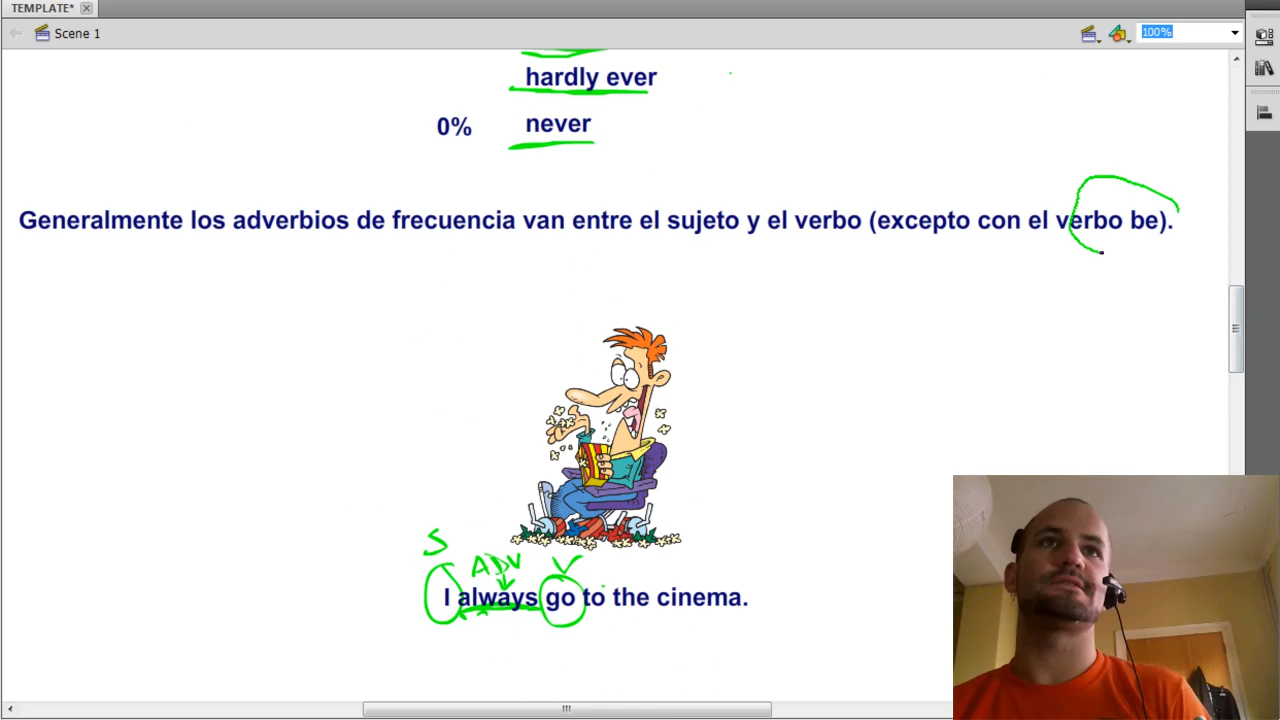 TEMPLATE*
Scene 1
100%
hardly ever
0% never
Generalmente los adverbios de frecuencia van entre el sujeto y el verbo (excepto con el verbo be).
S ADV V
I always go to the cinema.